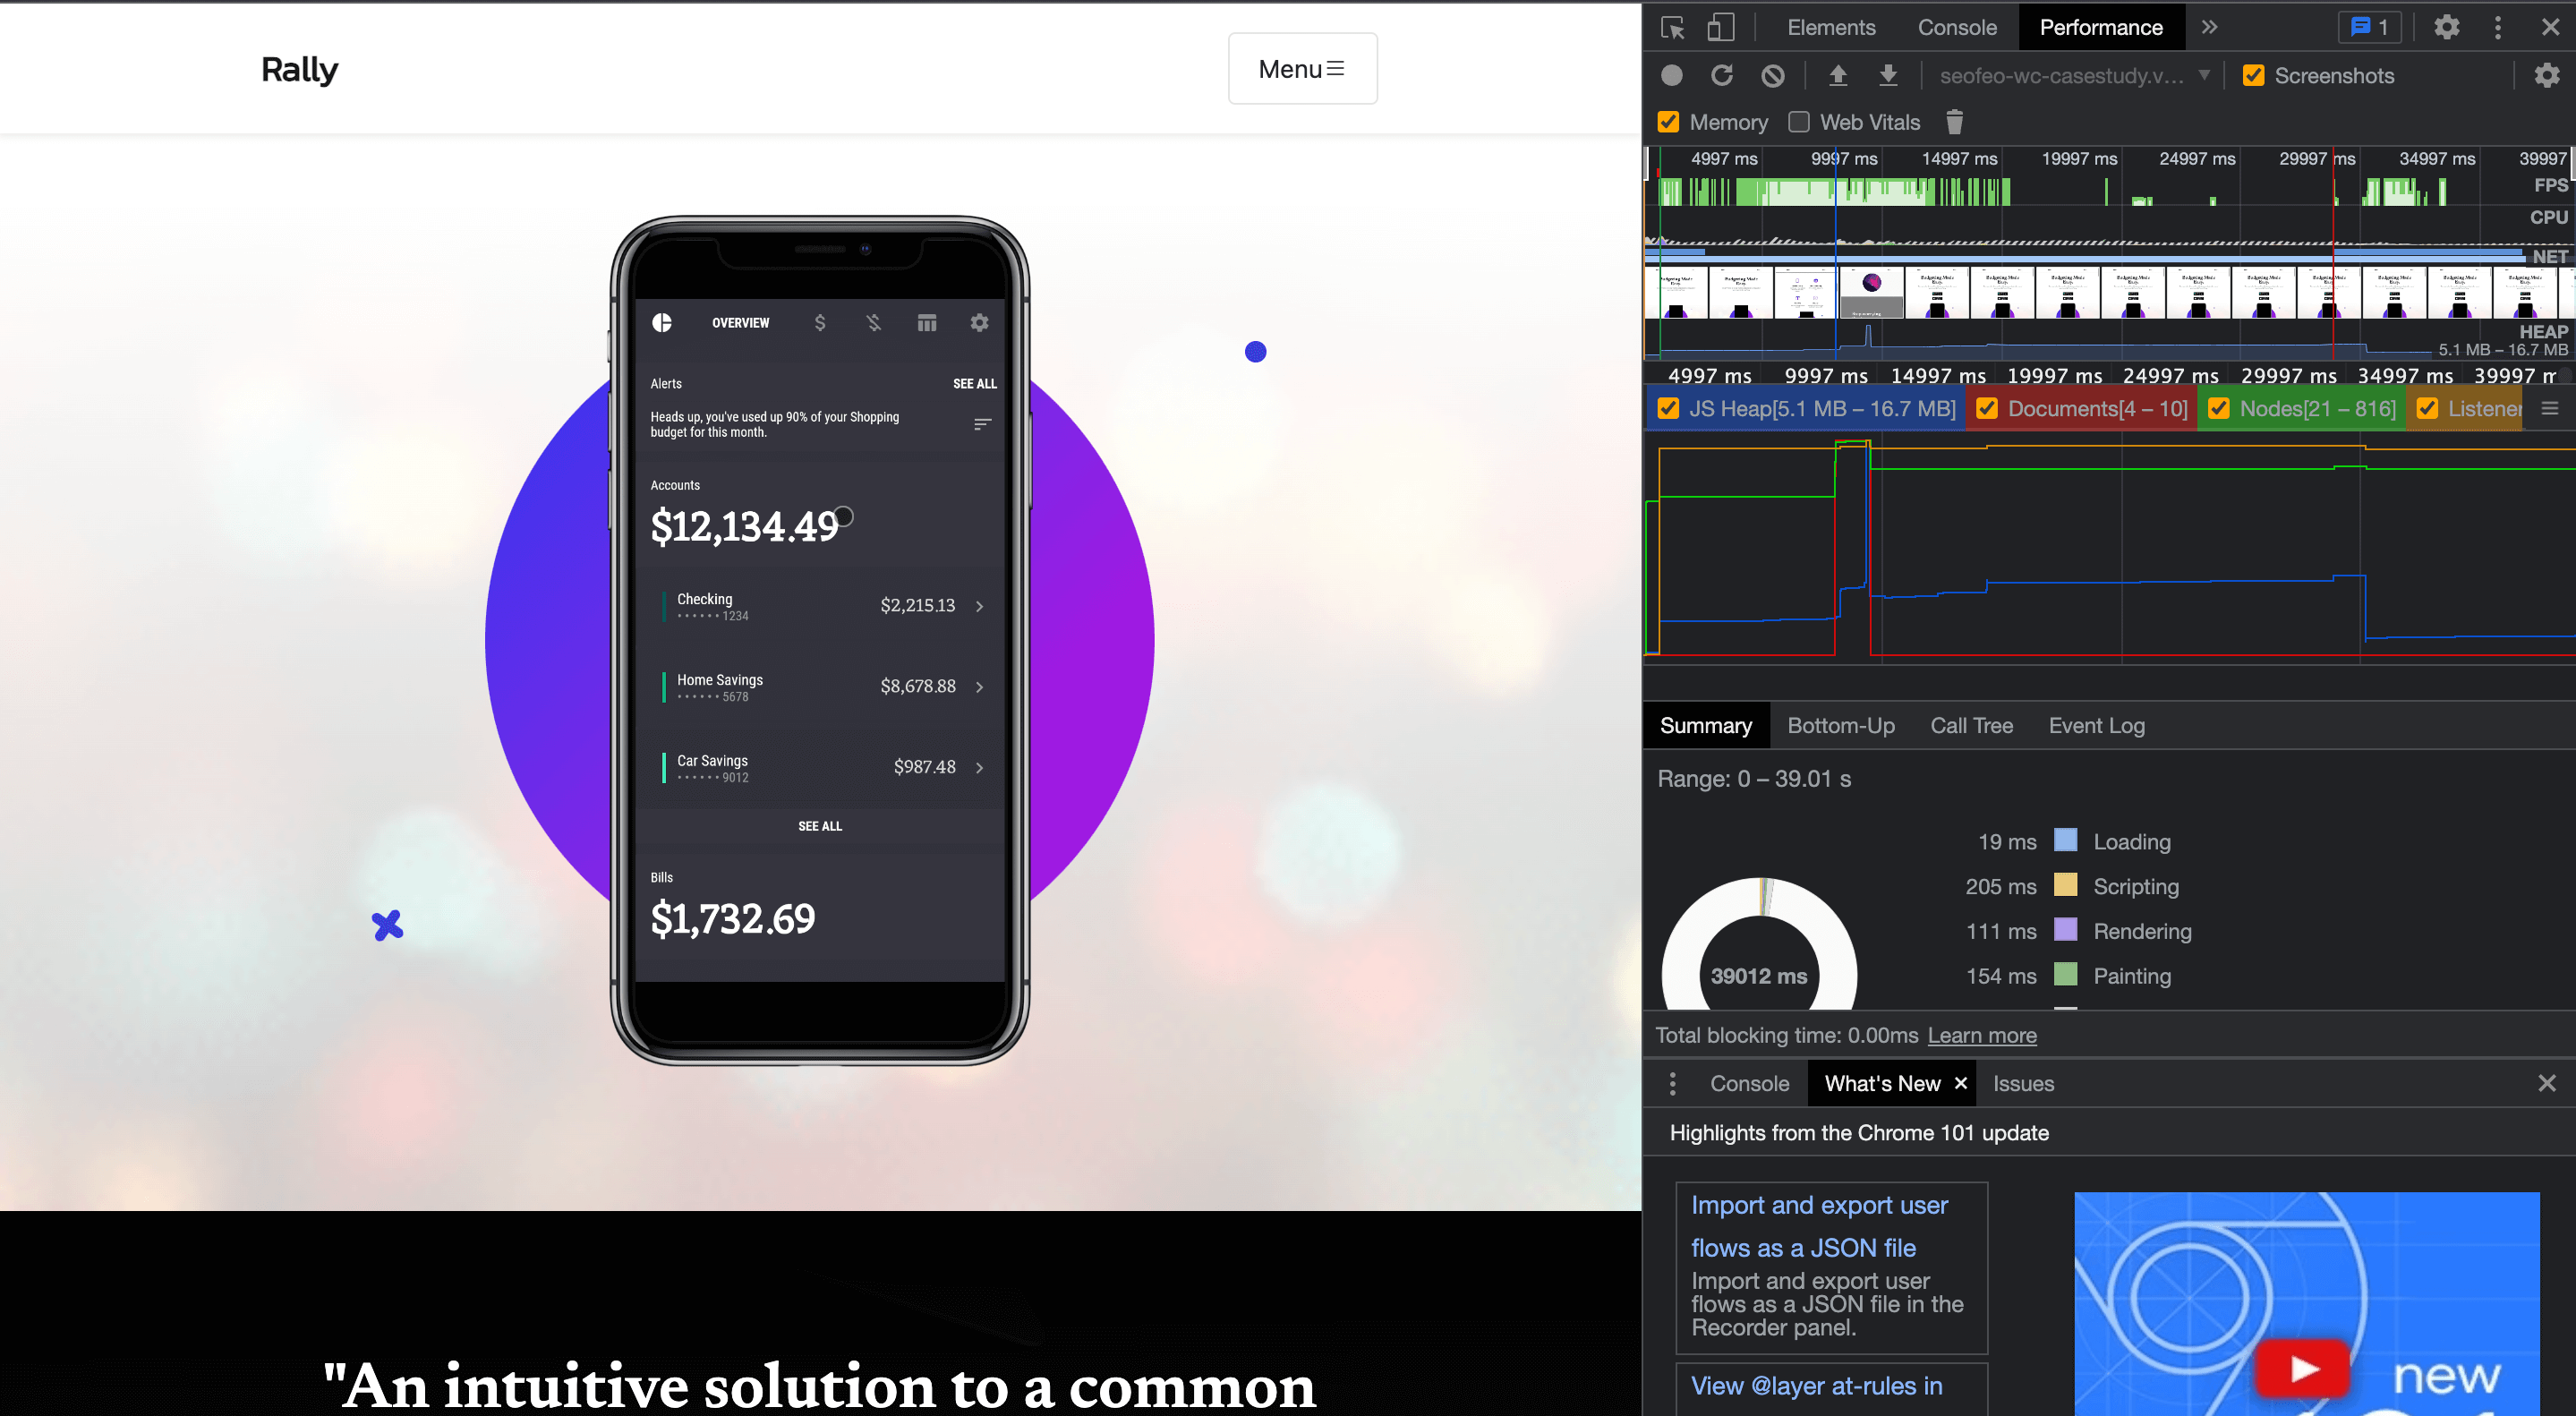 Rally
Menu
OVERVIEW
Alerts
SEE ALL
Heads up, you've used up 90% of your Shopping
budget for this month.
Accounts
$12,134.49
Checking
$2,215.13
• • • • • • 1234
Home Savings
$8,678.88
• • • • • • 5678
Car Savings
$987.48
• • • • • • 9012
SEE ALL
Bills
$1,732.69
"An intuitive solution to a common
Elements Console Performance 1
seofeo-wc-casestudy.v... Screenshots
Memory Web Vitals
4997 ms 9997 ms 14997 ms 19997 ms 24997 ms 29997 ms 34997 ms 39997
FPS
CPU
NET
HEAP
5.1 MB – 16.7 MB
4997 ms 9997 ms 14997 ms 19997 ms 24997 ms 29997 ms 34997 ms 39997 m
JS Heap[5.1 MB – 16.7 MB] Documents[4 – 10] Nodes[21 – 816] Listener
Summary Bottom-Up Call Tree Event Log
Range: 0 – 39.01 s
19 ms Loading
205 ms Scripting
111 ms Rendering
154 ms Painting
39012 ms
Total blocking time: 0.00ms Learn more
Console What's New Issues
Highlights from the Chrome 101 update
Import and export user
flows as a JSON file
Import and export user
flows as a JSON file in the
Recorder panel.
View @layer at-rules in
new